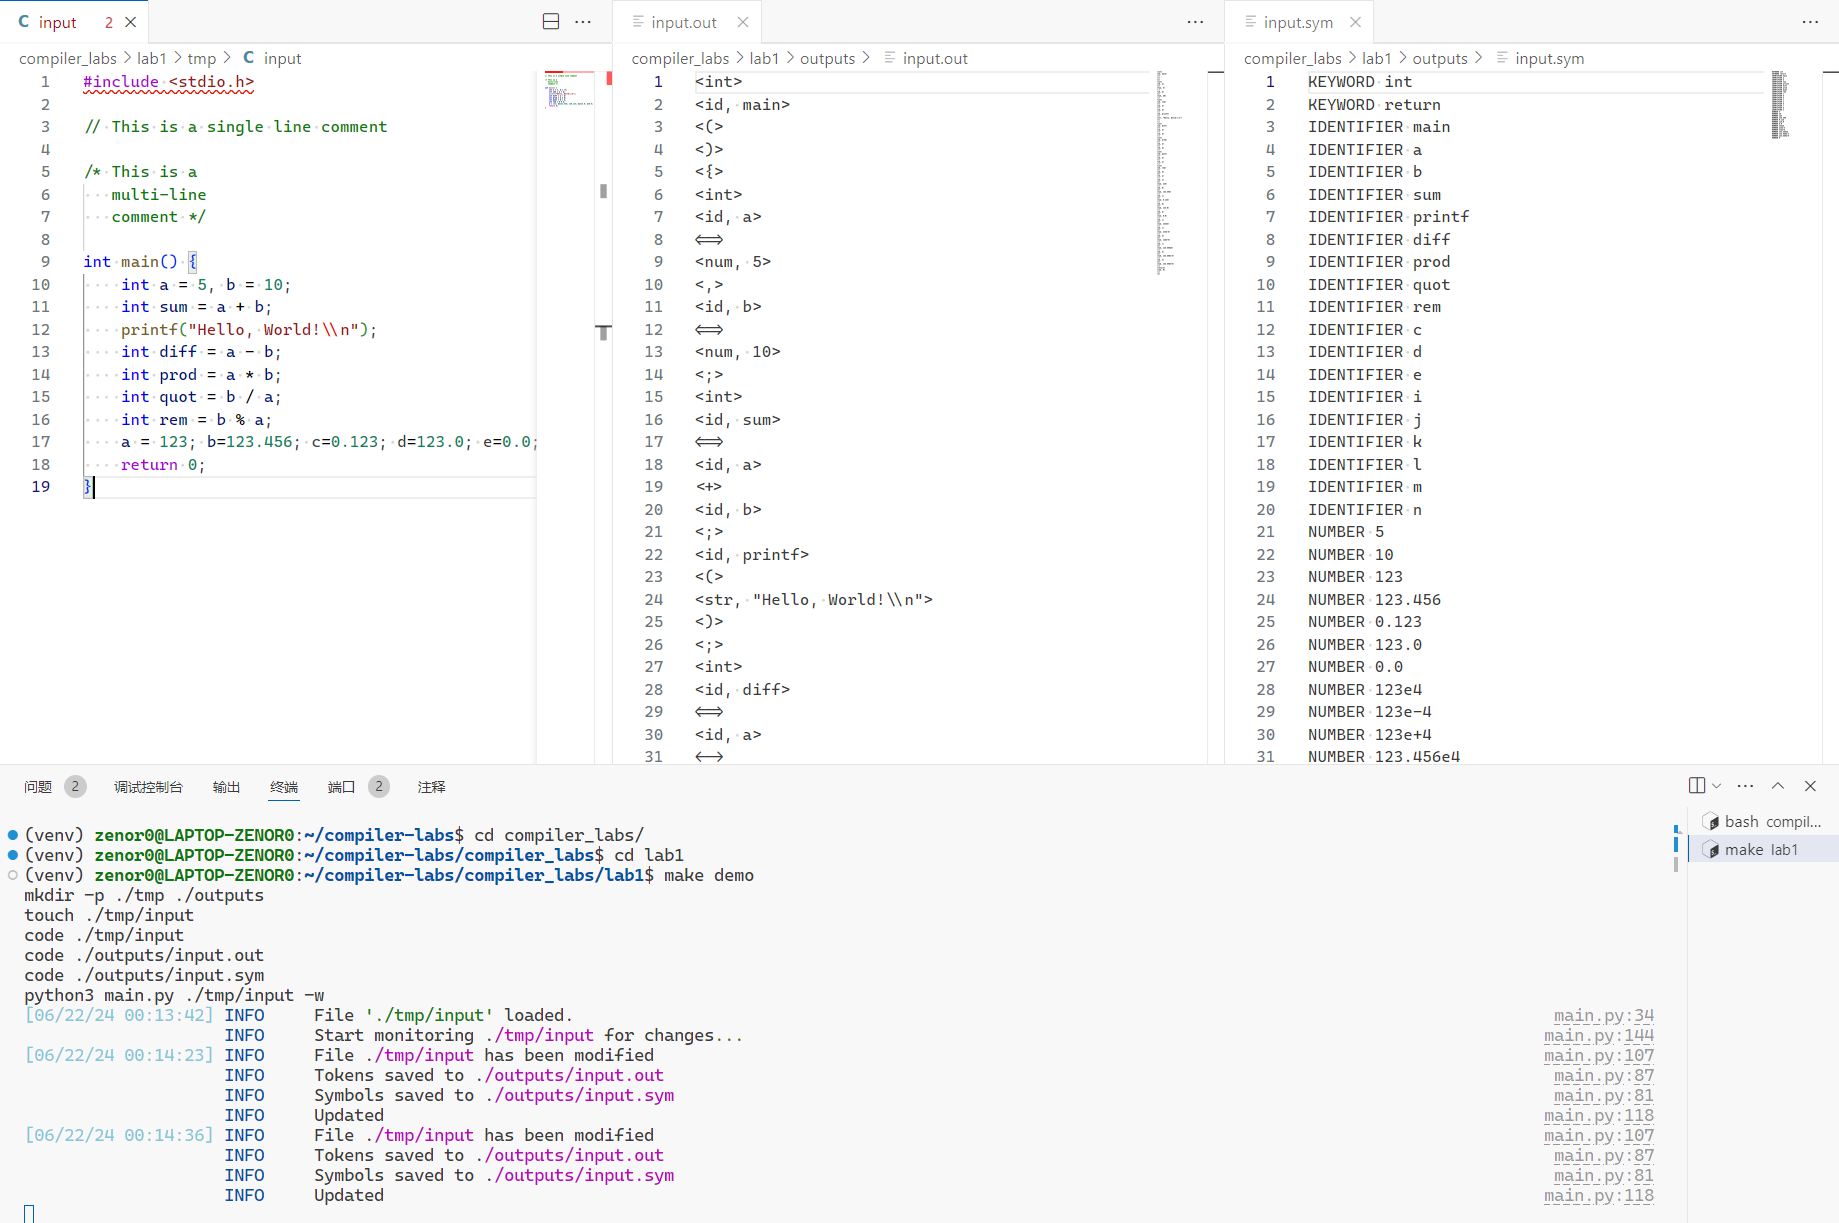 C input 2
compiler_labs > lab1 > tmp > C input
1 #include <stdio.h>
2
3 // This is a single line comment
4
5 /* This is a
6 multi-line
7 comment */
8
9 int main() {
10 int a = 5, b = 10;
11 int sum = a + b;
12 printf("Hello, World!\\n");
13 int diff = a - b;
14 int prod = a * b;
15 int quot = b / a;
16 int rem = b % a;
17 a = 123; b=123.456; c=0.123; d=123.0; e=0.0;
18 return 0;
19 }
input.out
compiler_labs > lab1 > outputs > input.out
1 <int>
2 <id, main>
3 <(>
4 <)>
5 <{>
6 <int>
7 <id, a>
8 <=>
9 <num, 5>
10 <,>
11 <id, b>
12 <=>
13 <num, 10>
14 <;>
15 <int>
16 <id, sum>
17 <=>
18 <id, a>
19 <+>
20 <id, b>
21 <;>
22 <id, printf>
23 <(>
24 <str, "Hello, World!\\n">
25 <)>
26 <;>
27 <int>
28 <id, diff>
29 <=>
30 <id, a>
31 <->
input.sym
compiler_labs > lab1 > outputs > input.sym
1 KEYWORD int
2 KEYWORD return
3 IDENTIFIER main
4 IDENTIFIER a
5 IDENTIFIER b
6 IDENTIFIER sum
7 IDENTIFIER printf
8 IDENTIFIER diff
9 IDENTIFIER prod
10 IDENTIFIER quot
11 IDENTIFIER rem
12 IDENTIFIER c
13 IDENTIFIER d
14 IDENTIFIER e
15 IDENTIFIER i
16 IDENTIFIER j
17 IDENTIFIER k
18 IDENTIFIER l
19 IDENTIFIER m
20 IDENTIFIER n
21 NUMBER 5
22 NUMBER 10
23 NUMBER 123
24 NUMBER 123.456
25 NUMBER 0.123
26 NUMBER 123.0
27 NUMBER 0.0
28 NUMBER 123e4
29 NUMBER 123e-4
30 NUMBER 123e+4
31 NUMBER 123.456e4
问题 2 调试控制台 输出 终端 端口 2 注释
(venv) zenor0@LAPTOP-ZENOR0:~/compiler-labs$ cd compiler_labs/
(venv) zenor0@LAPTOP-ZENOR0:~/compiler-labs/compiler_labs$ cd lab1
(venv) zenor0@LAPTOP-ZENOR0:~/compiler-labs/compiler_labs/lab1$ make demo
mkdir -p ./tmp ./outputs
touch ./tmp/input
code ./tmp/input
code ./outputs/input.out
code ./outputs/input.sym
python3 main.py ./tmp/input -w
[06/22/24 00:13:42] INFO File './tmp/input' loaded. main.py:34
INFO Start monitoring ./tmp/input for changes... main.py:144
[06/22/24 00:14:23] INFO File ./tmp/input has been modified main.py:107
INFO Tokens saved to ./outputs/input.out main.py:87
INFO Symbols saved to ./outputs/input.sym main.py:81
INFO Updated main.py:118
[06/22/24 00:14:36] INFO File ./tmp/input has been modified main.py:107
INFO Tokens saved to ./outputs/input.out main.py:87
INFO Symbols saved to ./outputs/input.sym main.py:81
INFO Updated main.py:118
bash compil...
make lab1